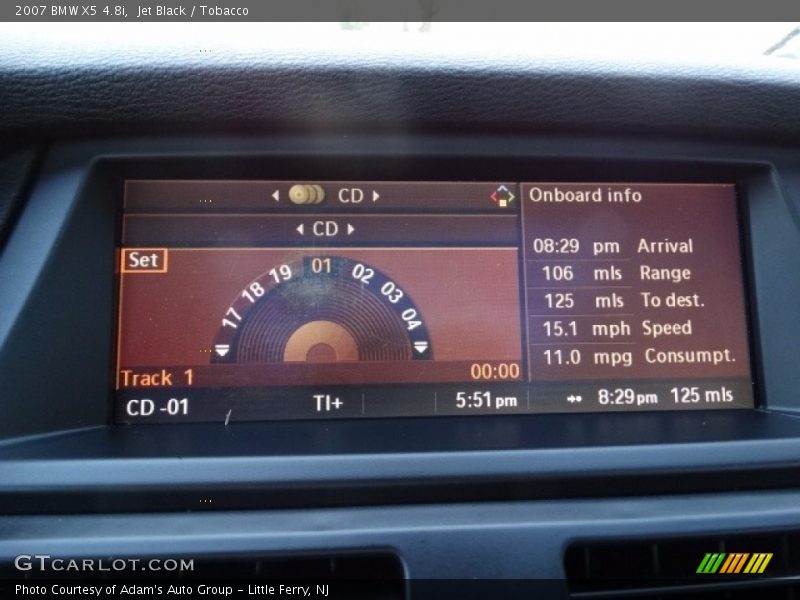 2007 BMW X5 4.8i, Jet Black / Tobacco
CD
Onboard info
CD
Set
17 18 19 01 02 03 04
08:29 pm Arrival
106 mls Range
125 mls To dest.
15.1 mph Speed
11.0 mpg Consumpt.
Track 1 00:00
CD -01 TI+ 5:51 pm 8:29 pm 125 mls
GTCARLOT.COM
Photo Courtesy of Adam's Auto Group - Little Ferry, NJ